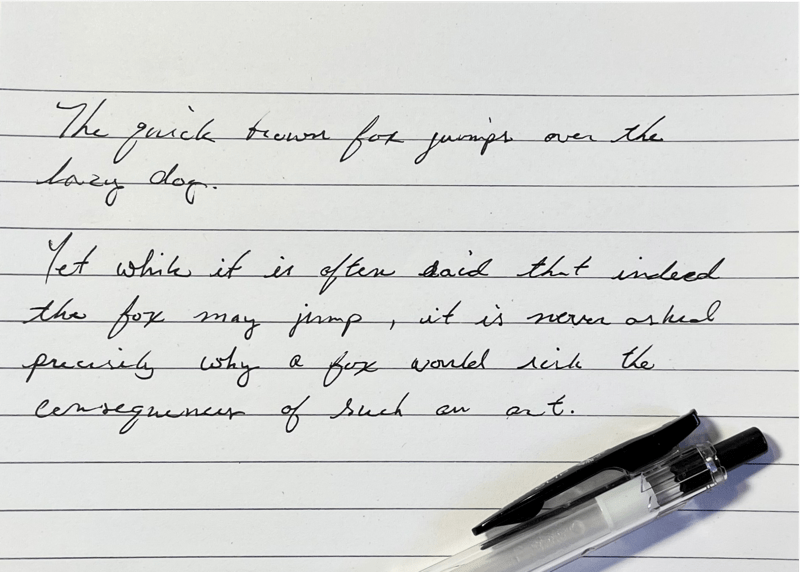 The quick brown fox jumps over the
lazy dog.
Yet while it is often said that indeed
the fox may jump, it is never asked
precisely why a fox would risk the
consequences of such an act.